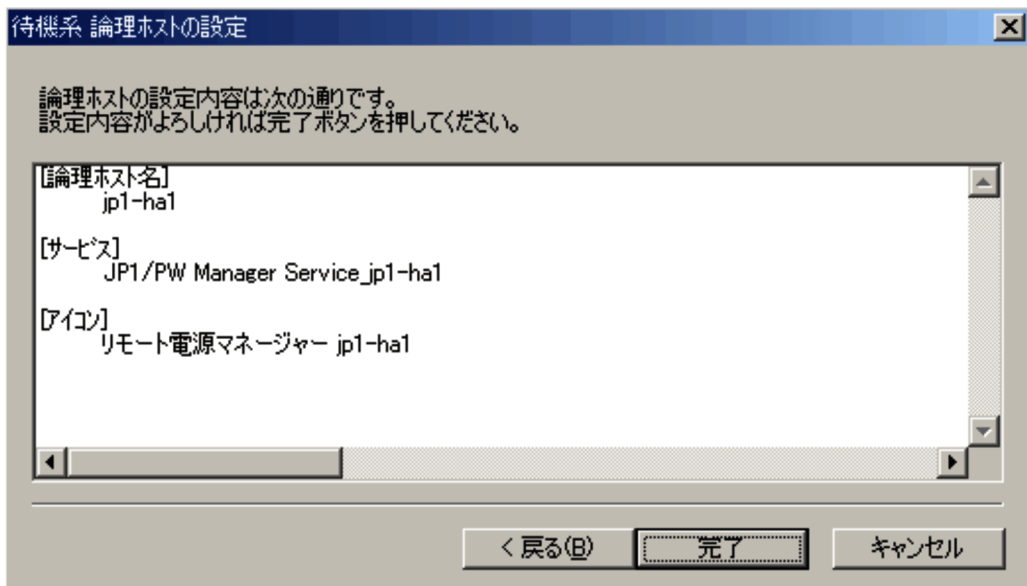 待機系 論理ホストの設定
論理ホストの設定内容は次の通りです。
設定内容がよろしければ完了ボタンを押してください。
[論理ホスト名]
jp1-ha1
[サービス]
JP1/PW Manager Service_jp1-ha1
[アイコン]
リモート電源マネージャー jp1-ha1
< 戻る(B)
完了
キャンセル